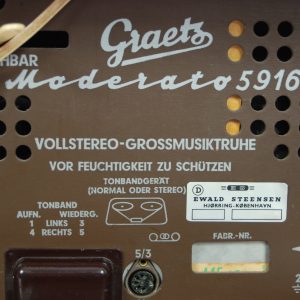 Graetz
HBAR
Moderato 5916
VOLLSTEREO-GROSSMUSIKTRUHE
VOR FEUCHTIGKEIT ZU SCHÜTZEN
TONBANDGERÄT
(NORMAL ODER STEREO)
TONBAND
AUFN. WIEDERG.
1 LINKS 3
4 RECHTS 5
D
EWALD STEENSEN
HJØRRING-KØBENHAVN
FABR.-NR.
5/3